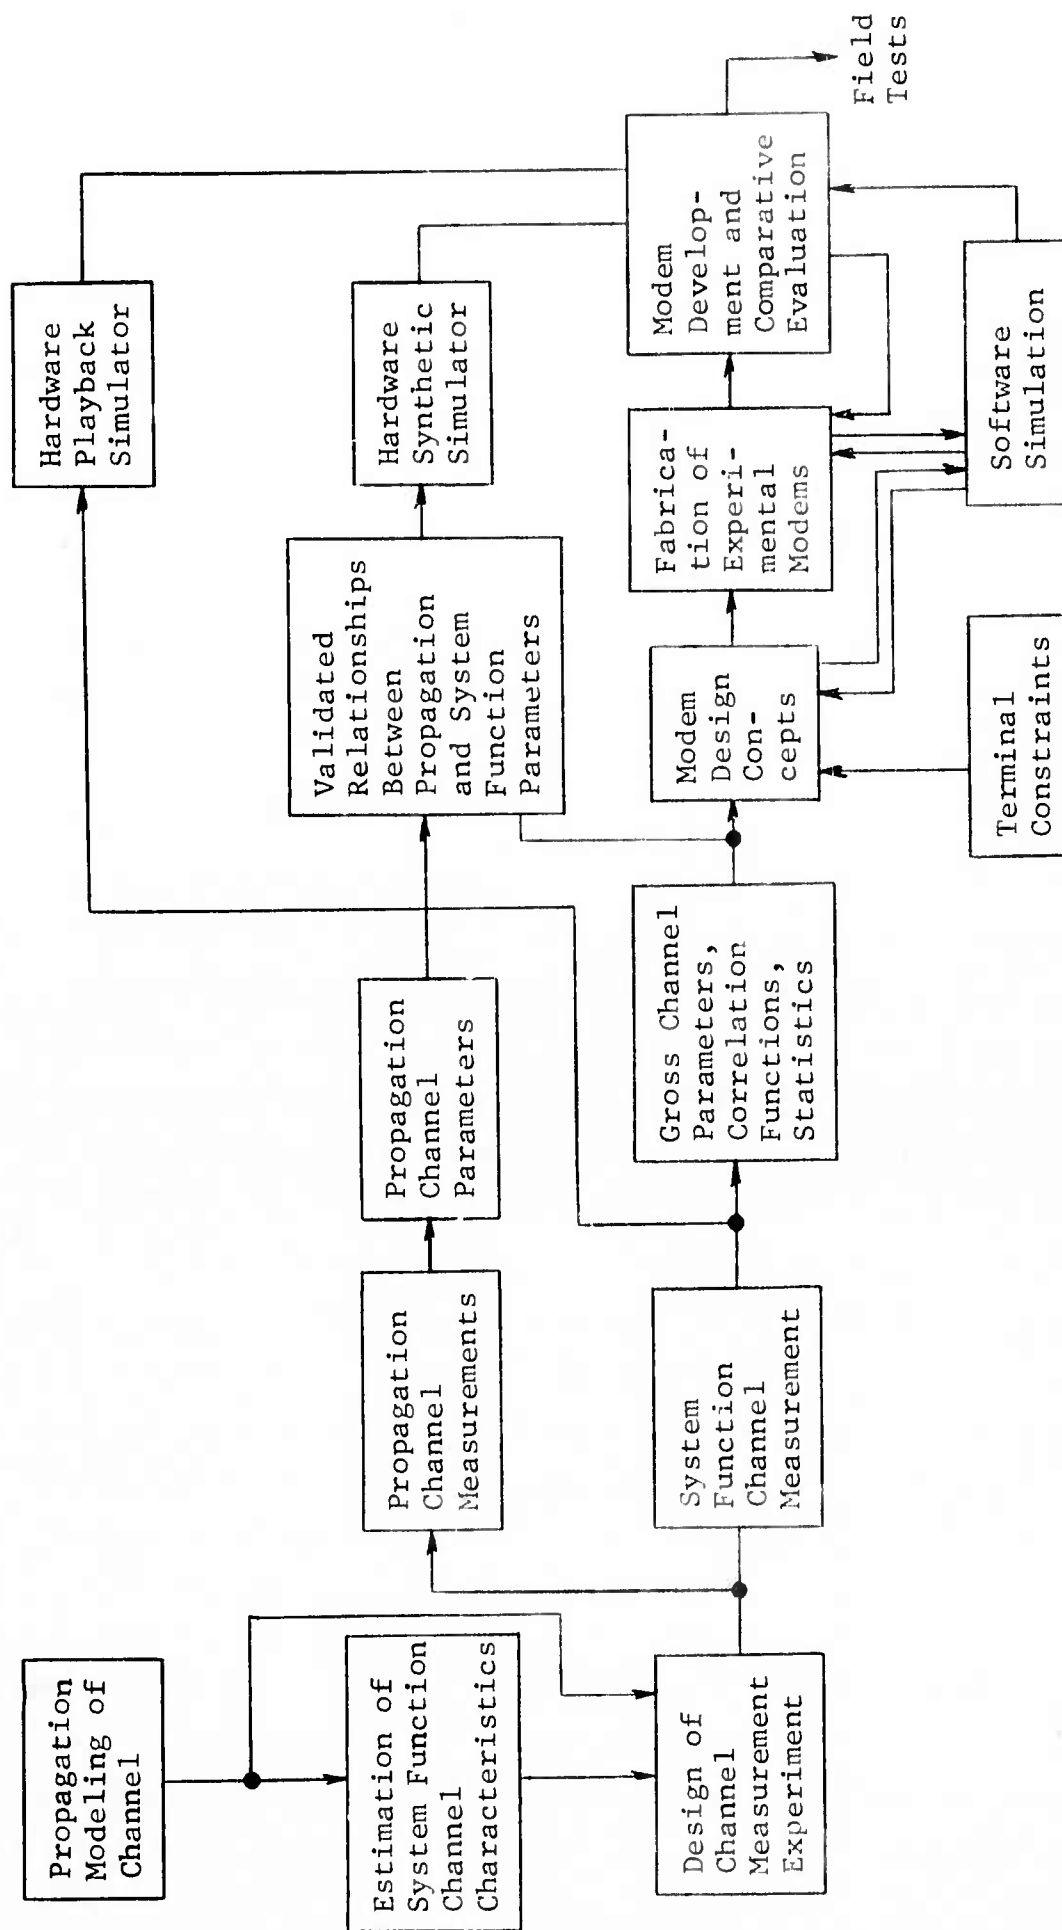 Propagation
Modeling of
Channel
Estimation of
System Function
Channel
Characteristics
Design of
Channel
Measurement
Experiment
Propagation
Channel
Measurements
System
Function
Channel
Measurement
Propagation
Channel
Parameters
Gross Channel
Parameters,
Correlation
Functions,
Statistics
Validated
Relationships
Between
Propagation
and System
Function
Parameters
Modem
Design
Con-
cepts
Terminal
Constraints
Hardware
Playback
Simulator
Hardware
Synthetic
Simulator
Fabrica-
tion of
Experi-
mental
Modems
Software
Simulation
Modem
Develop-
ment and
Comparative
Evaluation
Field
Tests